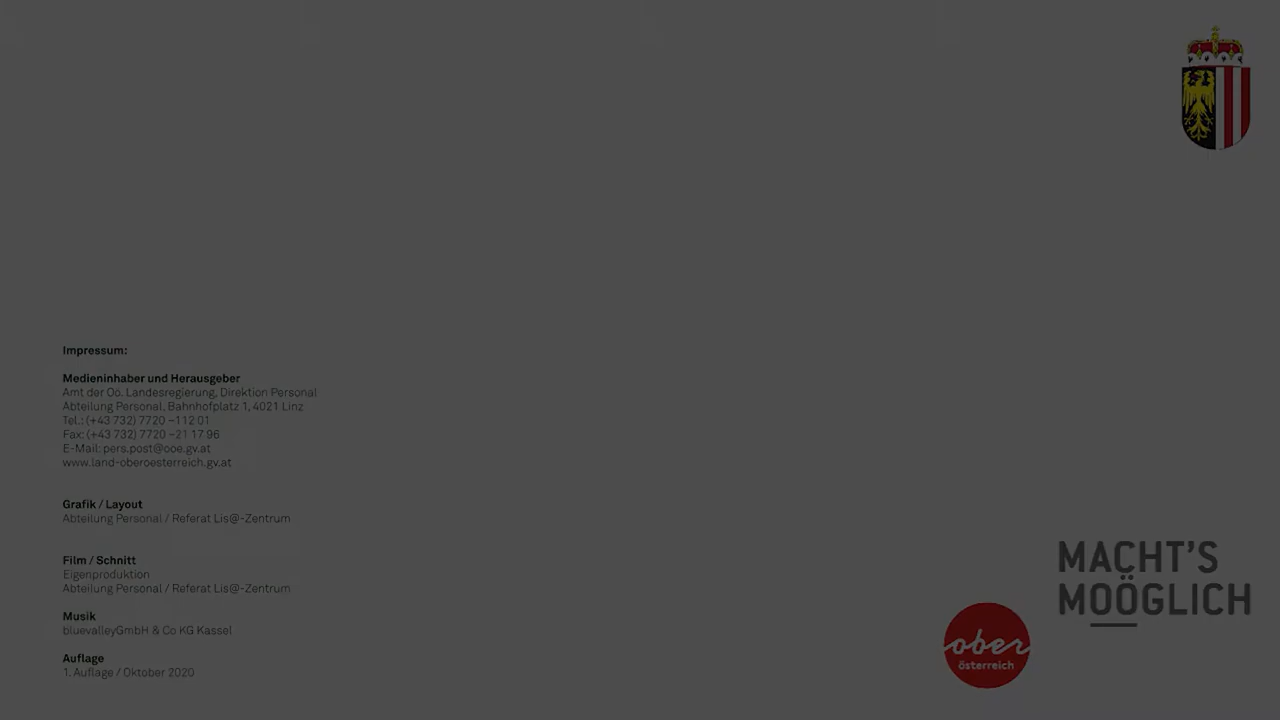 Impressum:
Medieninhaber und Herausgeber
Amt der Oö. Landesregierung, Direktion Personal
Abteilung Personal, Bahnhofplatz 1, 4021 Linz
Tel.: (+43 732) 7720 –112 01
Fax: (+43 732) 7720 –21 17 96
E-Mail: pers.post@ooe.gv.at
www.land-oberoesterreich.gv.at
Grafik / Layout
Abteilung Personal / Referat Lis@-Zentrum
Film / Schnitt
Eigenproduktion
Abteilung Personal / Referat Lis@-Zentrum
Musik
bluevalleyGmbH & Co KG Kassel
Auflage
1. Auflage / Oktober 2020
MACHT'S
MOÖGLICH
ober
österreich